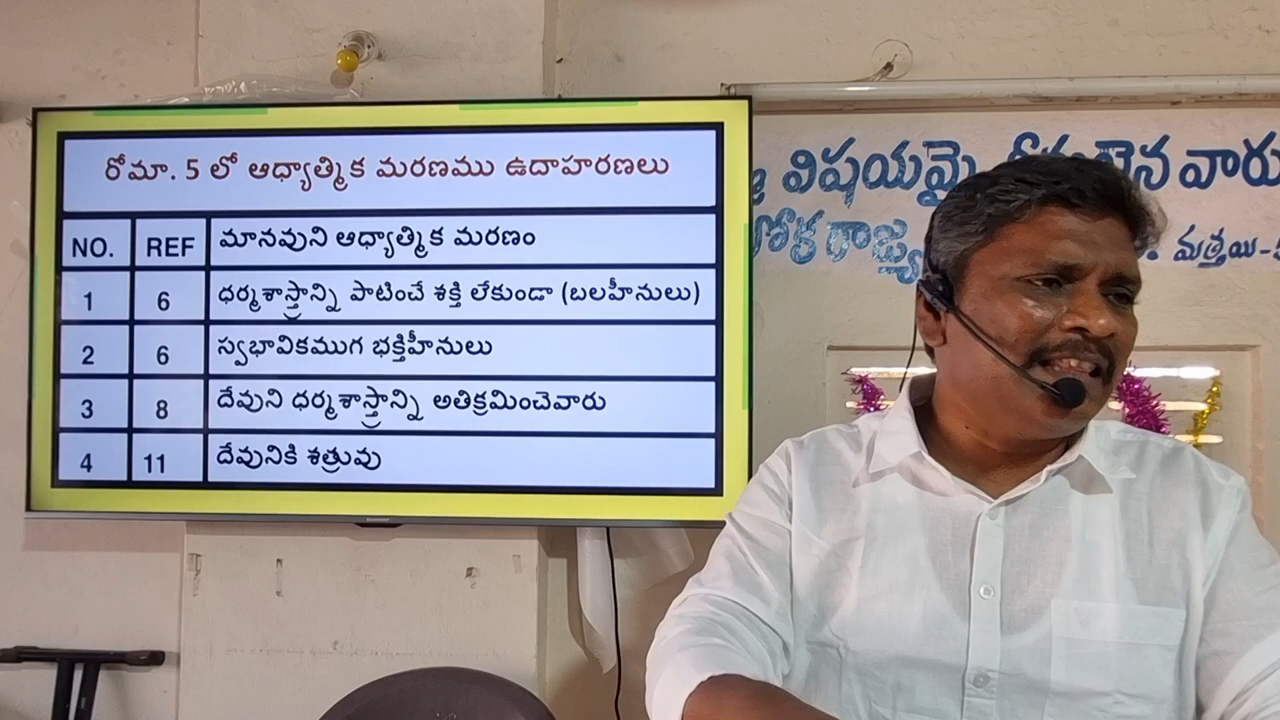 రోమా. 5 లో ఆధ్యాత్మిక మరణము ఉదాహరణలు
NO. REF మానవుని ఆధ్యాత్మిక మరణం
1 6 ధర్మశాస్త్రాన్ని పాటించే శక్తి లేకుండా (బలహీనులు)
2 6 స్వభావికముగ భక్తిహీనులు
3 8 దేవుని ధర్మశాస్త్రాన్ని అతిక్రమించెవారు
4 11 దేవునికి శత్రువు
విషయమై వారు
రాజ్య మత్తయి-5